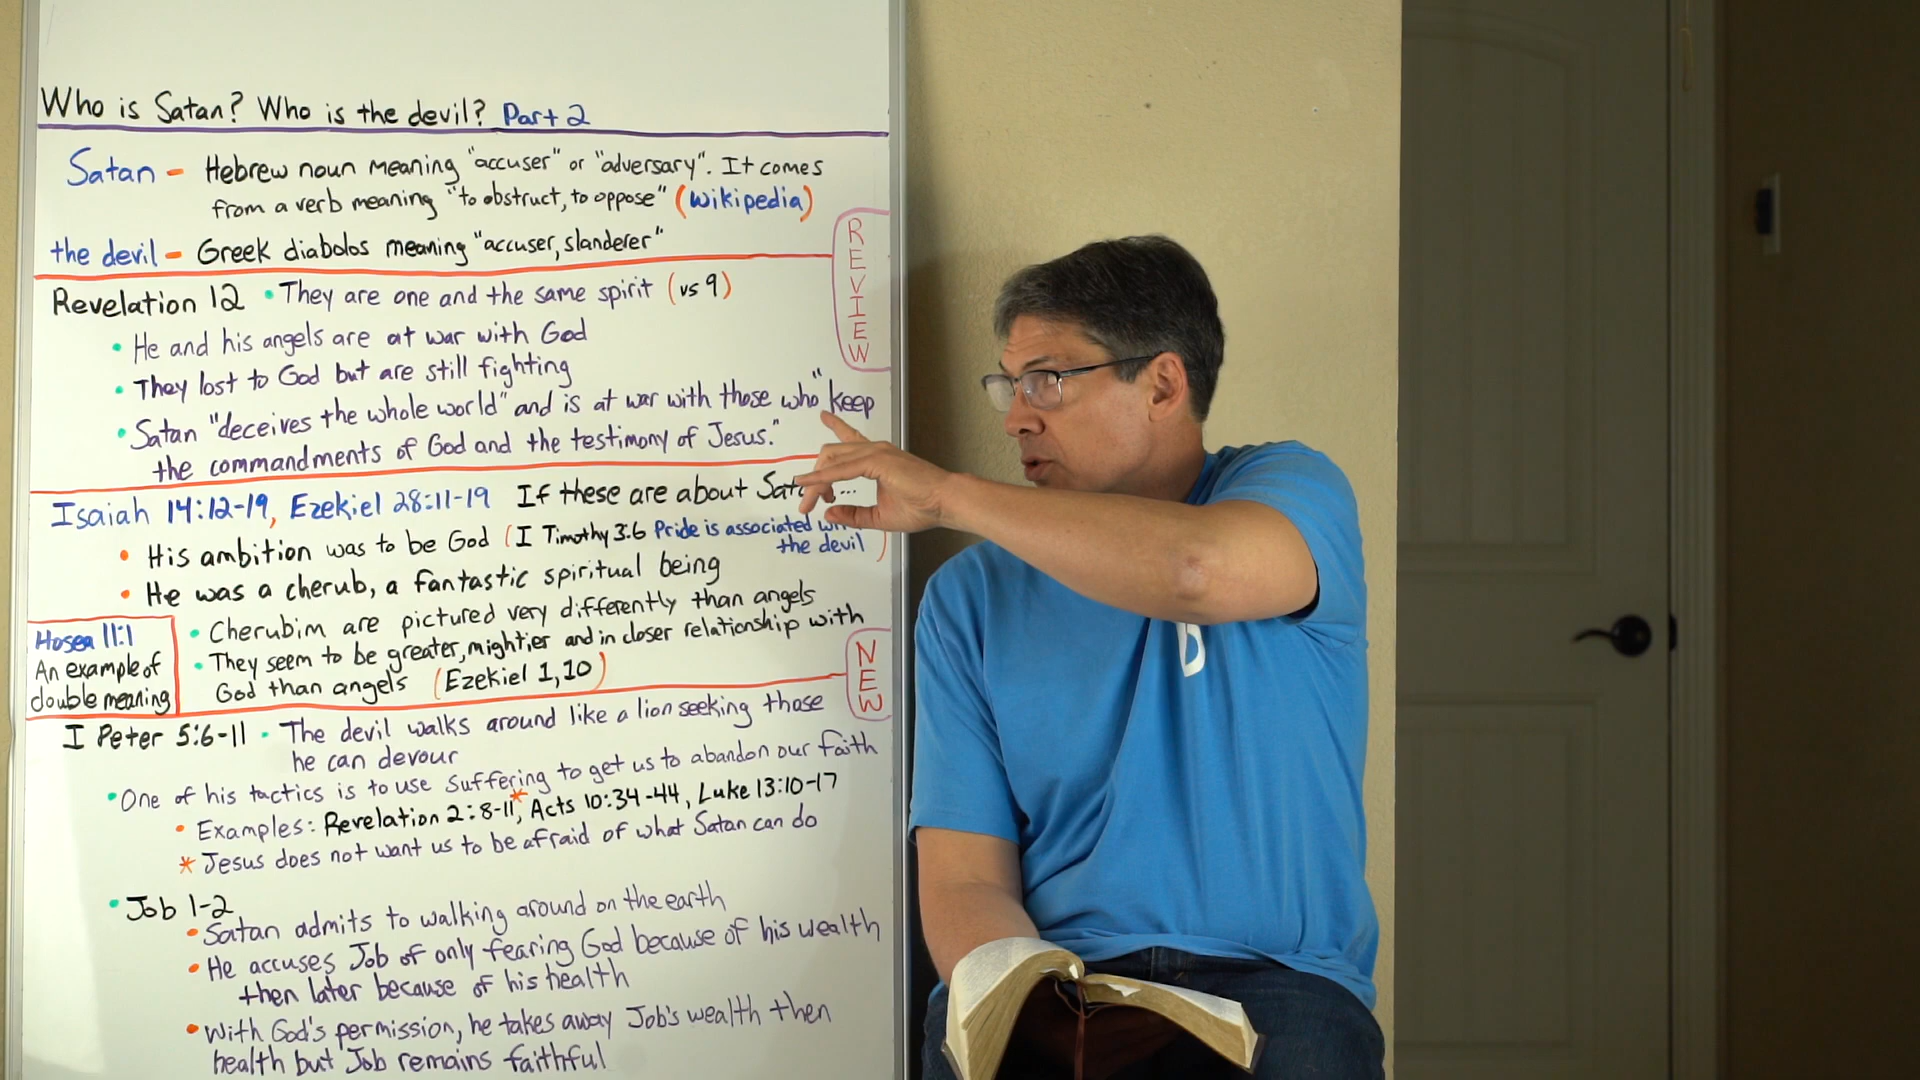 Who is Satan? Who is the devil? Part 2
Satan - Hebrew noun meaning "accuser" or "adversary". It comes
from a verb meaning "to obstruct, to oppose" (Wikipedia)
the devil - Greek diabolos meaning "accuser, slanderer"
REVIEW
Revelation 12 • They are one and the same spirit (vs 9)
• He and his angels are at war with God
• They lost to God but are still fighting
• Satan "deceives the whole world" and is at war with those who "keep
the commandments of God and the testimony of Jesus."
Isaiah 14:12-19, Ezekiel 28:11-19 If these are about ...
• His ambition was to be God (I Timothy 3:6 Pride is associated
the devil)
• He was a cherub, a fantastic spiritual being
• Cherubim are pictured very differently than angels
• They seem to be greater, mightier and in closer relationship with
God than angels (Ezekiel 1, 10)
Hosea 11:1
An example of
double meaning
NEW
I Peter 5:6-11 • The devil walks around like a lion seeking those
he can devour
• One of his tactics is to use suffering to get us to abandon our faith
• Examples: Revelation 2:8-11*, Acts 10:34-44, Luke 13:10-17
* Jesus does not want us to be afraid of what Satan can do
• Job 1-2
• Satan admits to walking around on the earth
• He accuses Job of only fearing God because of his wealth
then later because of his health
• With God's permission, he takes away Job's wealth then
health but Job remains faithful